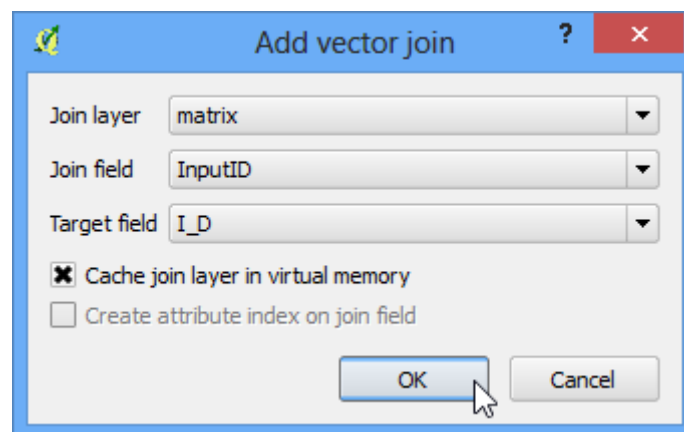 Add vector join ? ×
Join layer matrix
Join field InputID
Target field I_D
Cache join layer in virtual memory
Create attribute index on join field
OK Cancel